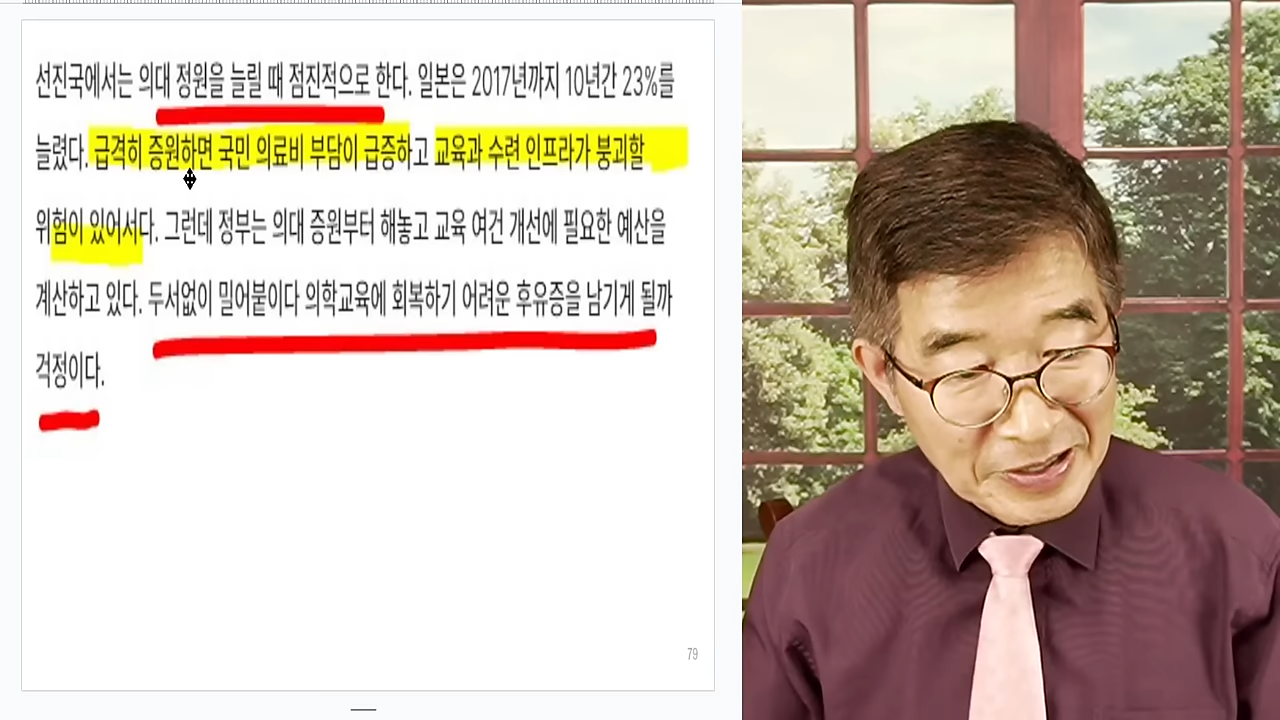 선진국에서는 의대 정원을 늘릴 때 점진적으로 한다. 일본은 2017년까지 10년간 23%를
늘렸다. 급격히 증원하면 국민 의료비 부담이 급증하고 교육과 수련 인프라가 붕괴할
위험이 있어서다. 그런데 정부는 의대 증원부터 해놓고 교육 여건 개선에 필요한 예산을
계산하고 있다. 두서없이 밀어붙이다 의학교육에 회복하기 어려운 후유증을 남기게 될까
걱정이다.
79